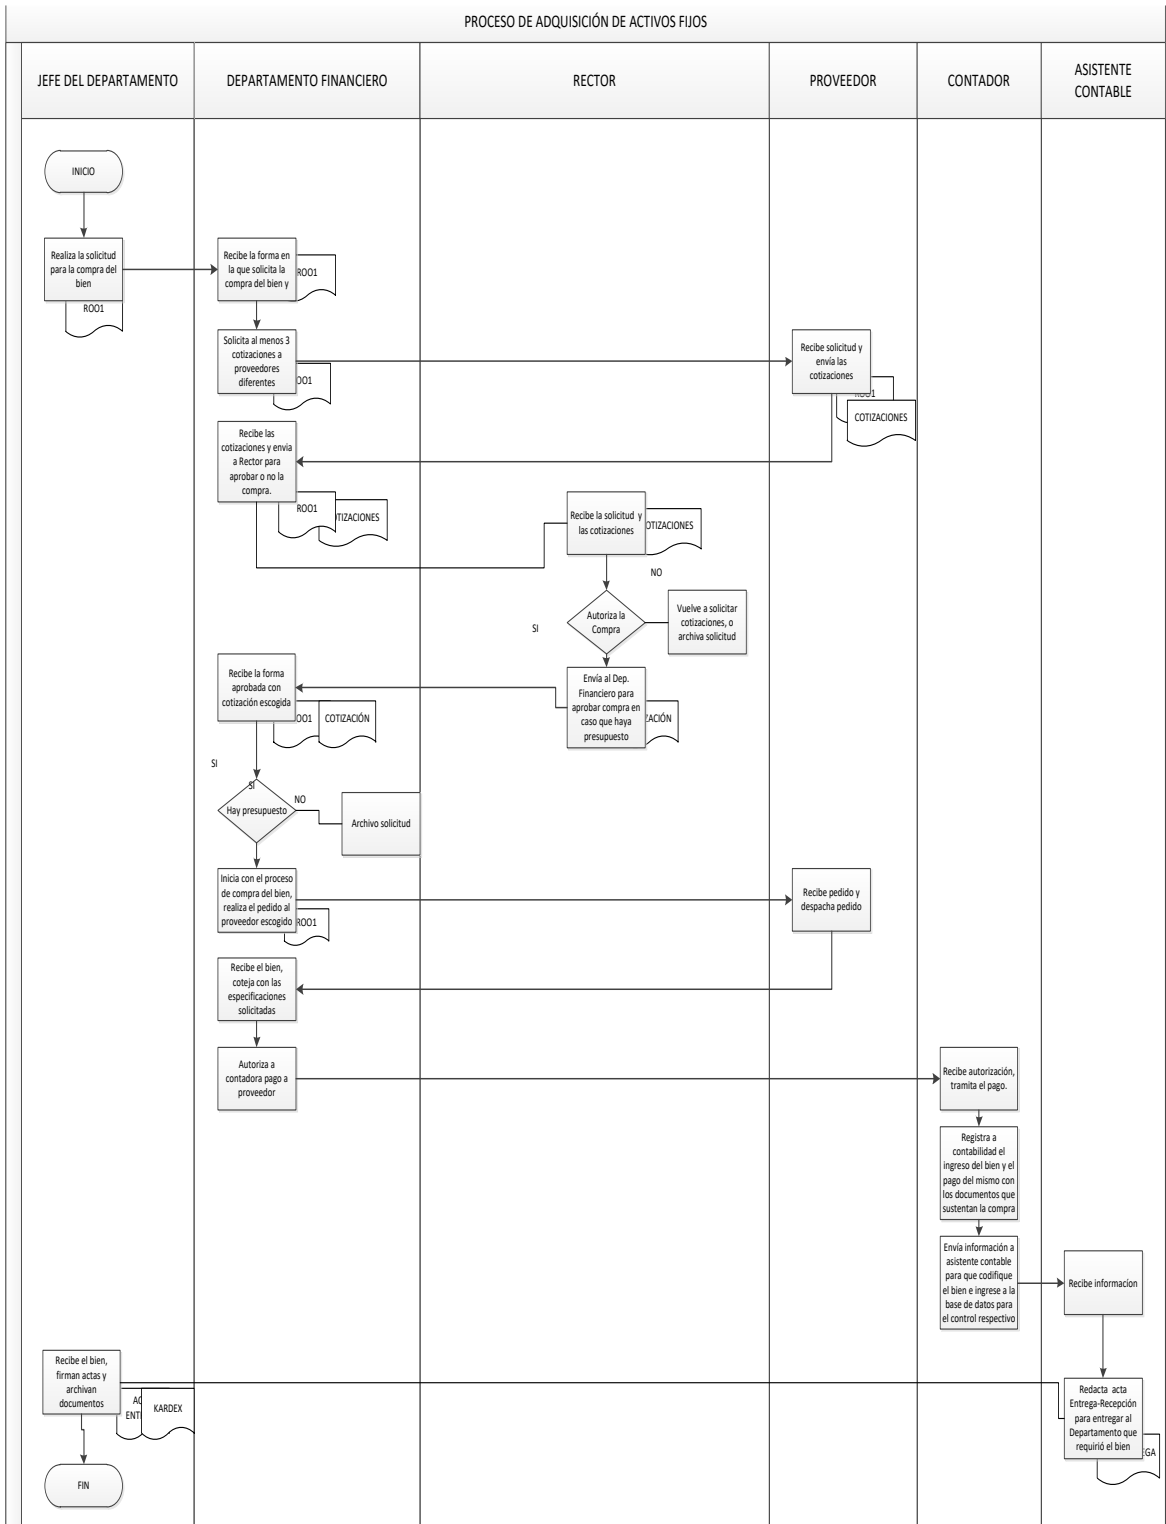 PROCESO DE ADQUISICIÓN DE ACTIVOS FIJOS
JEFE DEL DEPARTAMENTO
DEPARTAMENTO FINANCIERO
RECTOR
PROVEEDOR
CONTADOR
ASISTENTE
CONTABLE
INICIO
Realiza la solicitud
para la compra del
bien
ROO1
Recibe la forma en
la que solicita la
compra del bien y
ROO1
Solicita al menos 3
cotizaciones a
proveedores
diferentes
OO1
Recibe solicitud y
envía las
cotizaciones
COTIZACIONES
Recibe las
cotizaciones y envia
a Rector para
aprobar o no la
compra.
ROO1
TIZACIONES
Recibe la solicitud y
las cotizaciones
OTIZACIONES
NO
Autoriza la
Compra
Vuelve a solicitar
cotizaciones, o
archiva solicitud
SI
Envía al Dep.
Financiero para
aprobar compra en
caso que haya
presupuesto
ZACIÓN
Recibe la forma
aprobada con
cotización escogida
OO1
COTIZACIÓN
SI
SI
Hay presupuesto
NO
Archivo solicitud
Inicia con el proceso
de compra del bien,
realiza el pedido al
proveedor escogido
ROO1
Recibe pedido y
despacha pedido
Recibe el bien,
coteja con las
especificaciones
solicitadas
Autoriza a
contadora pago a
proveedor
Recibe autorización,
tramita el pago.
Registra a
contabilidad el
ingreso del bien y el
pago del mismo con
los documentos que
sustentan la compra
Envía información a
asistente contable
para que codifique
el bien e ingrese a la
base de datos para
el control respectivo
Recibe informacíon
Redacta acta
Entrega-Recepción
para entregar al
Departamento que
requirió el bien
EGA
Recibe el bien,
firman actas y
archivan
documentos
AC
ENT
KARDEX
FIN